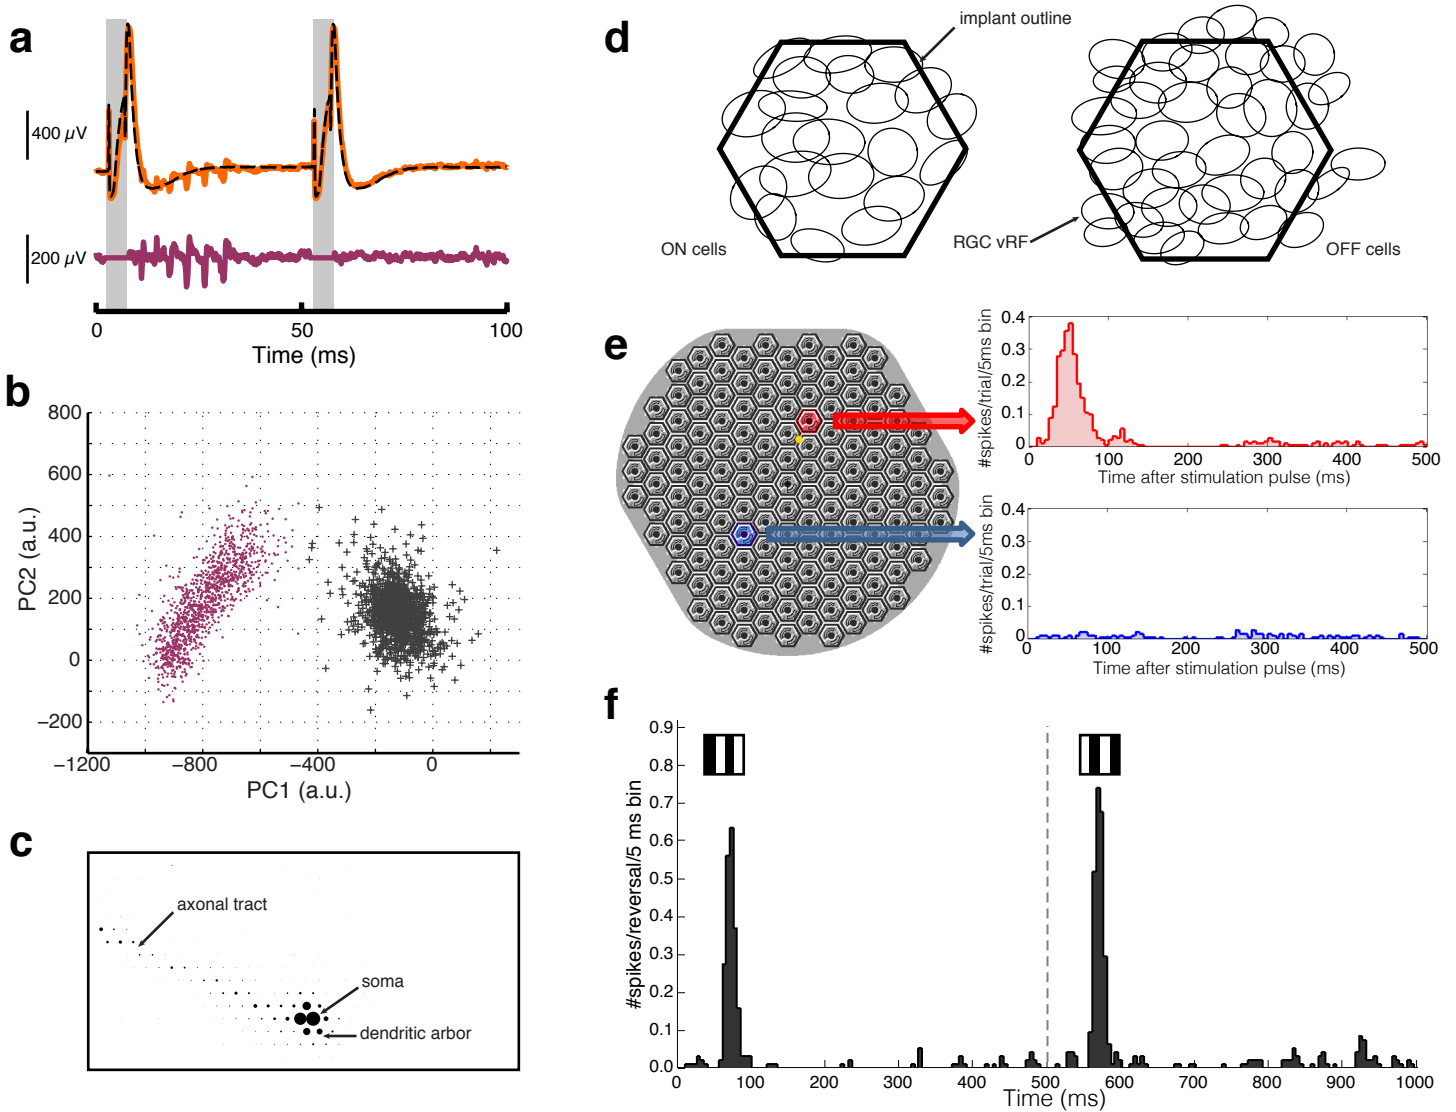 a
400 μV
200 μV
0
50
100
Time (ms)
b
800
600
400
200
0
−200
−1200
−800
−400
0
PC2 (a.u.)
PC1 (a.u.)
c
axonal tract
soma
dendritic arbor
d
implant outline
ON cells
RGC vRF
OFF cells
e
#spikes/trial/5ms bin
0.4
0.3
0.2
0.1
0
0
100
200
300
400
500
Time after stimulation pulse (ms)
#spikes/trial/5ms bin
0.4
0.3
0.2
0.1
0
0
100
200
300
400
500
Time after stimulation pulse (ms)
f
#spikes/reversal/5 ms bin
0.9
0.8
0.7
0.6
0.5
0.4
0.3
0.2
0.1
0.0
0
100
200
300
400
500
600
700
800
900
1000
Time (ms)